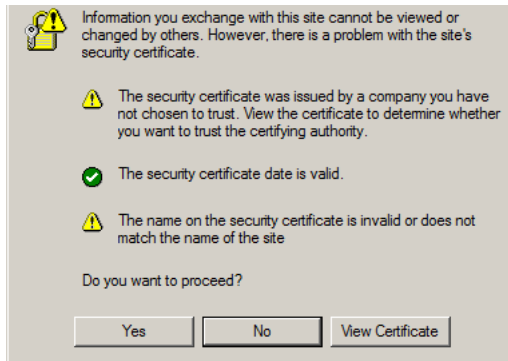 Information you exchange with this site cannot be viewed or
changed by others. However, there is a problem with the site's
security certificate.
The security certificate was issued by a company you have
not chosen to trust. View the certificate to determine whether
you want to trust the certifying authority.
The security certificate date is valid.
The name on the security certificate is invalid or does not
match the name of the site
Do you want to proceed?
Yes No View Certificate